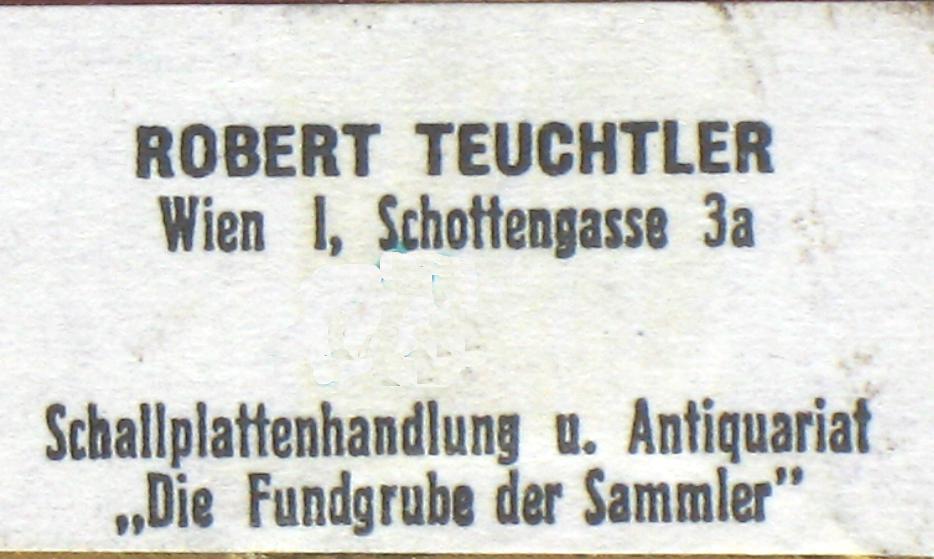 ROBERT TEUCHTLER
Wien I, Schottengasse 3a
Schallplattenhandlung u. Antiquariat
„Die Fundgrube der Sammler”